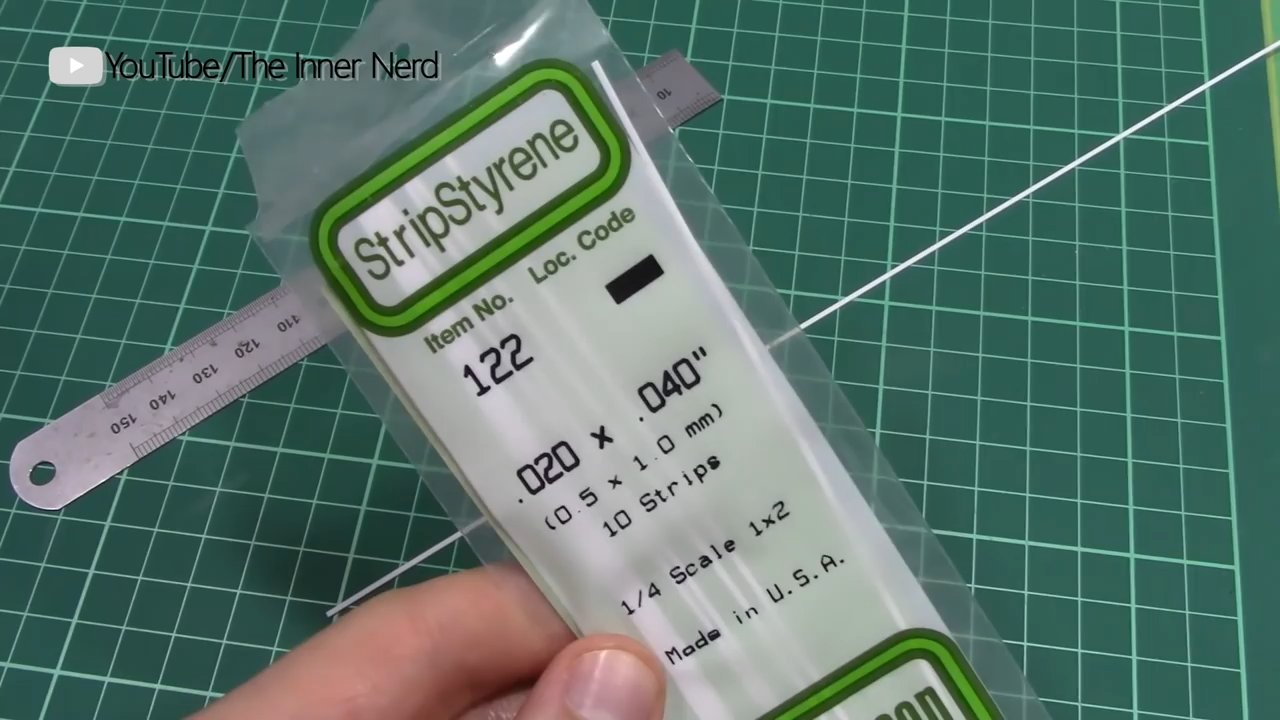 YouTube/The Inner Nerd
StripStyrene
Item No. Loc. Code
122
.020 x .040"
(0.5 x 1.0 mm)
10 Strips
1/4 Scale 1x2
Made in U.S.A.
10
110
120
130
140
150